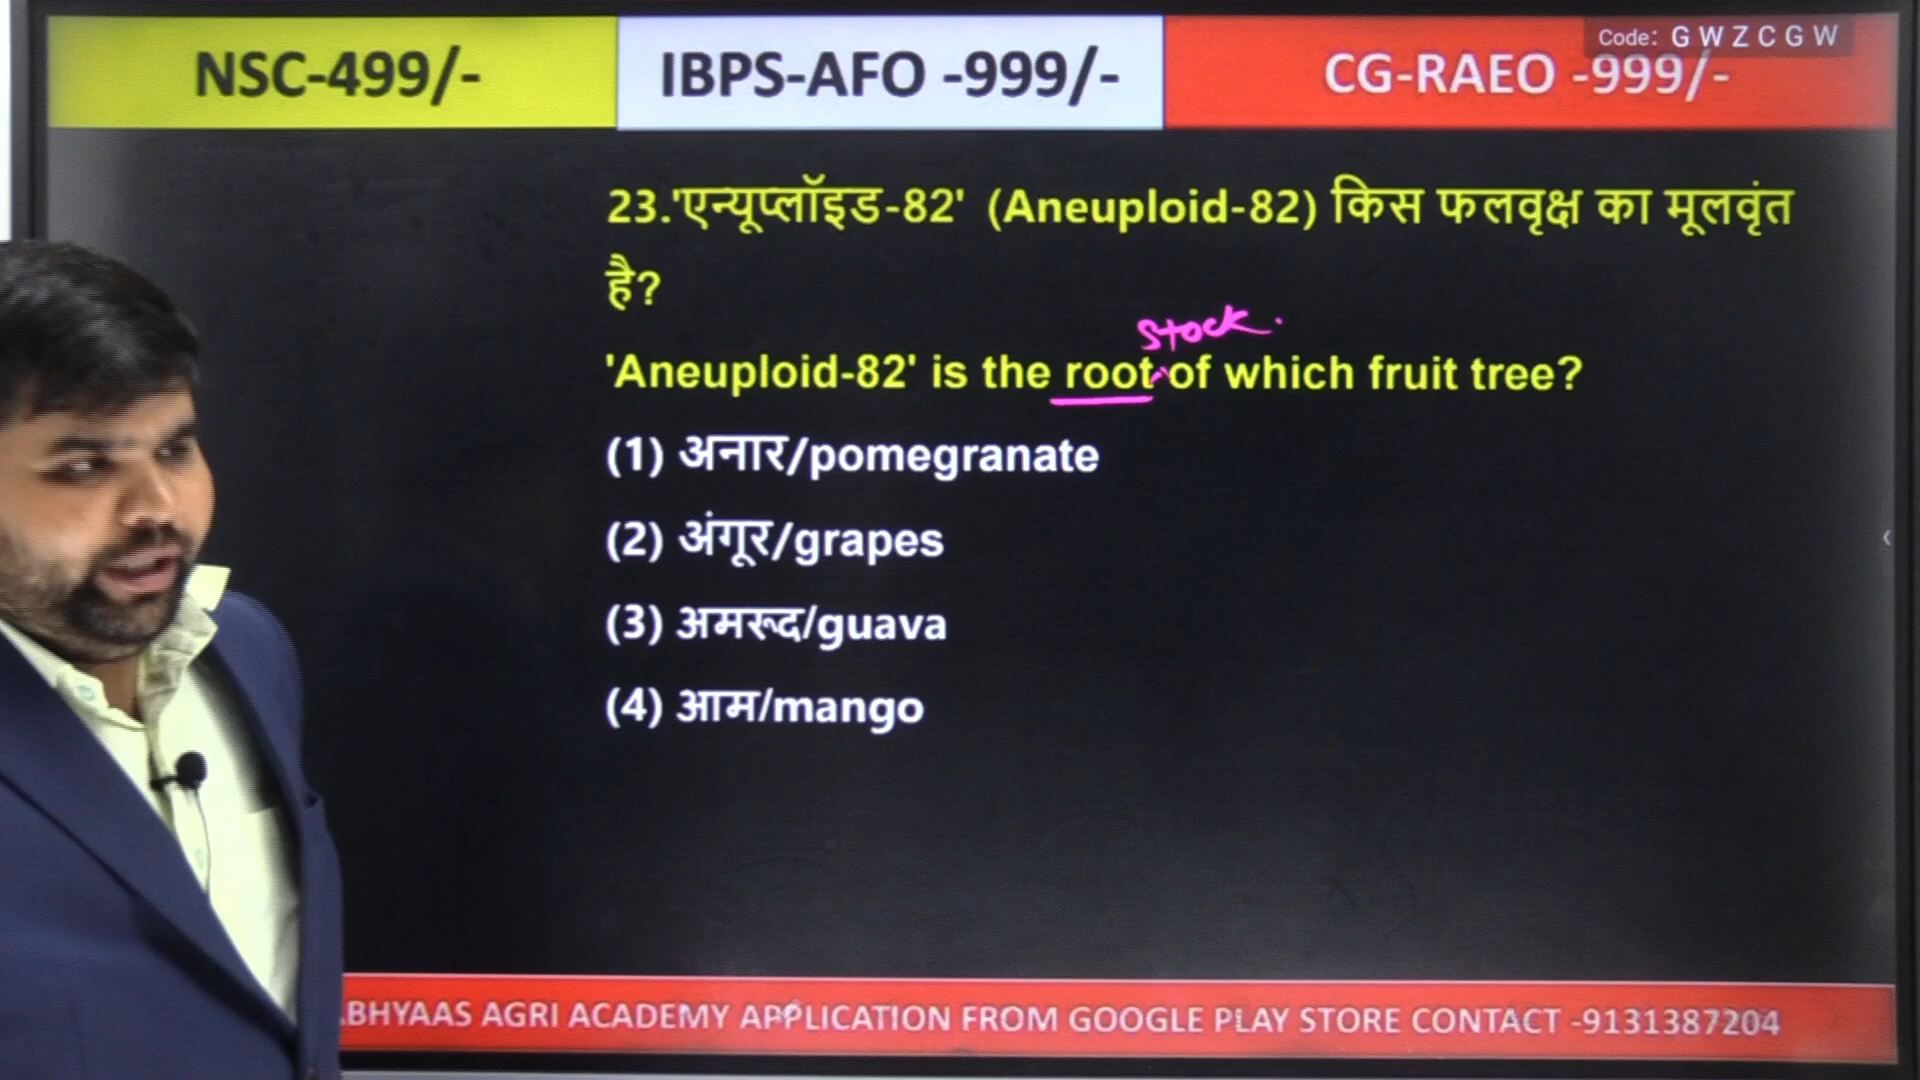 NSC-499/-
IBPS-AFO -999/-
CG-RAEO -999/-
Code: G W Z C G W
23.'एन्यूप्लॉइड-82' (Aneuploid-82) किस फलवृक्ष का मूलवृंत
है?
stock.
'Aneuploid-82' is the root of which fruit tree?
(1) अनार/pomegranate
(2) अंगूर/grapes
(3) अमरूद/guava
(4) आम/mango
BHYAAS AGRI ACADEMY APPLICATION FROM GOOGLE PLAY STORE CONTACT -9131387204